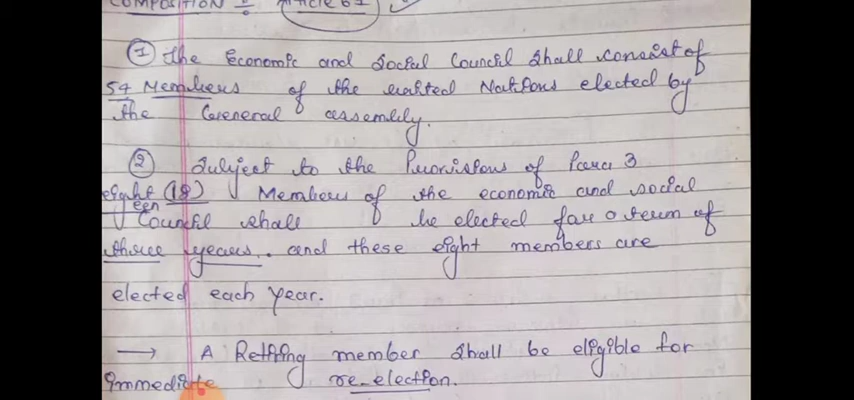 COMPOSITION :- Article 61
① The Economic and Social Council Shall consist of
54 Members of the united Nations elected by
the General assembly.
② Subject to the Provisions of Para 3
eight (18) Members of the economic and social
een
Council shall be elected for a term of
three years. and these eight members are
elected each year.
→ A Retiring member shall be eligible for
immediate re-election.